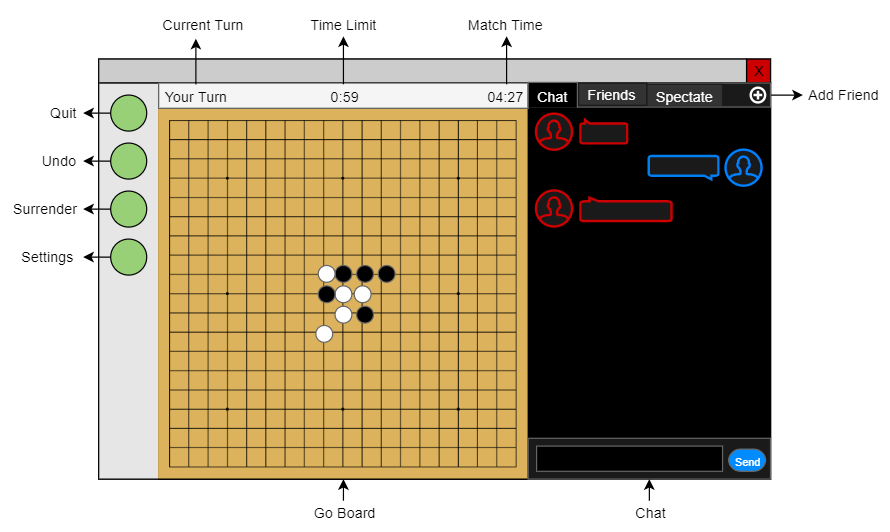 Current Turn
Time Limit
Match Time
X
Your Turn
0:59
04:27
Chat
Friends
Spectate
Add Friend
Quit
Undo
Surrender
Settings
Send
Go Board
Chat